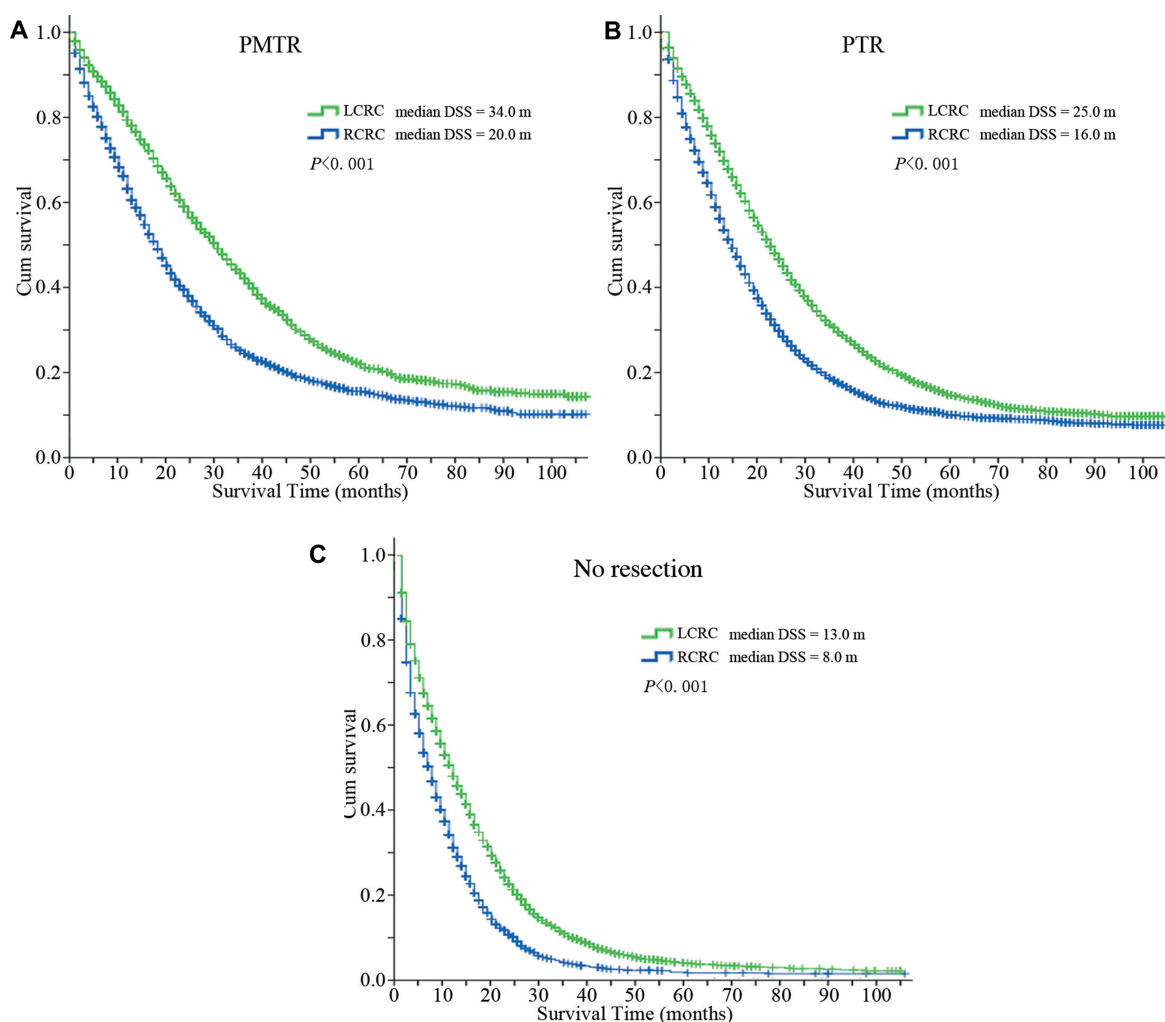 A
PMTR
1.0
0.8
0.6
0.4
0.2
0.0
Cum survival
LCRC median DSS = 34.0 m
RCRC median DSS = 20.0 m
P<0. 001
0 10 20 30 40 50 60 70 80 90 100
Survival Time (months)
B
PTR
1.0
0.8
0.6
0.4
0.2
0.0
Cum survival
LCRC median DSS = 25.0 m
RCRC median DSS = 16.0 m
P<0. 001
0 10 20 30 40 50 60 70 80 90 100
Survival Time (months)
C
No resection
1.0
0.8
0.6
0.4
0.2
0.0
Cum survival
LCRC median DSS = 13.0 m
RCRC median DSS = 8.0 m
P<0. 001
0 10 20 30 40 50 60 70 80 90 100
Survival Time (months)